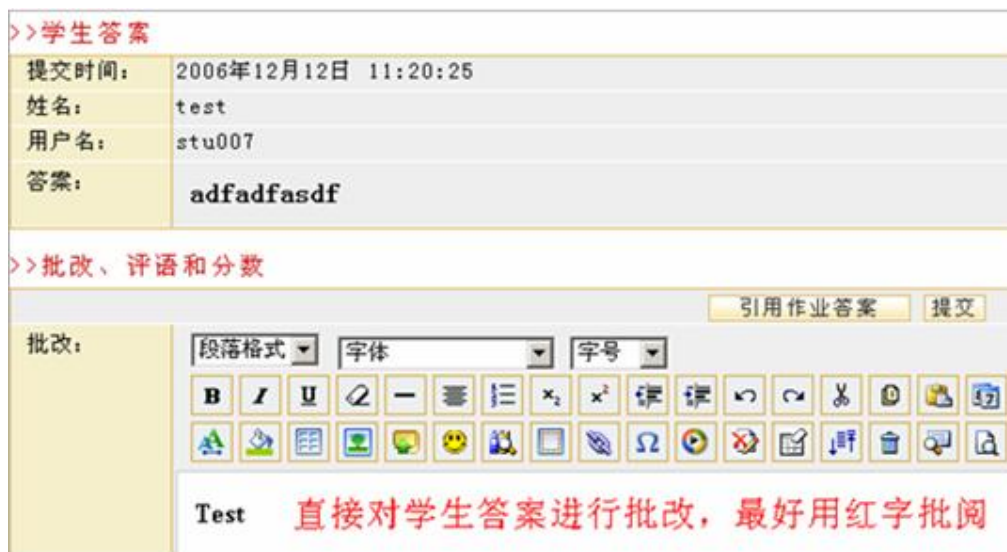 >>学生答案
提交时间： 2006年12月12日 11:20:25
姓名： test
用户名： stu007
答案： adfadfasdf
>>批改、评语和分数
引用作业答案 提交
批改： 段落格式 字体 字号
B I U x₂ x²
Ω
Test 直接对学生答案进行批改，最好用红字批阅